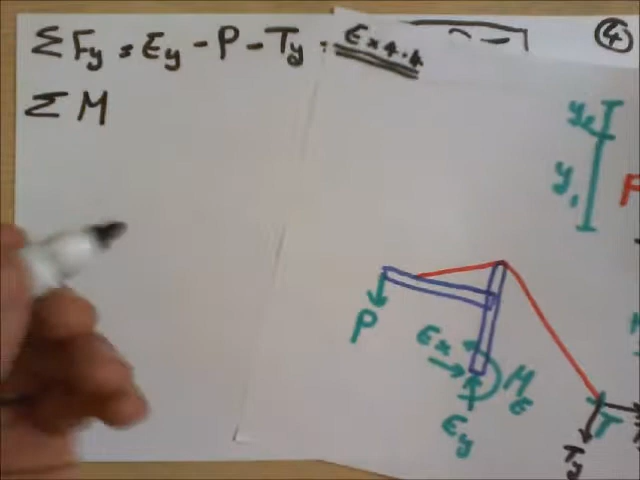 ΣFy = Ey - P - Ty
Ex 4.4
4
ΣM
y2
y1
F
P
Ex
ME
Ey
T
Ty